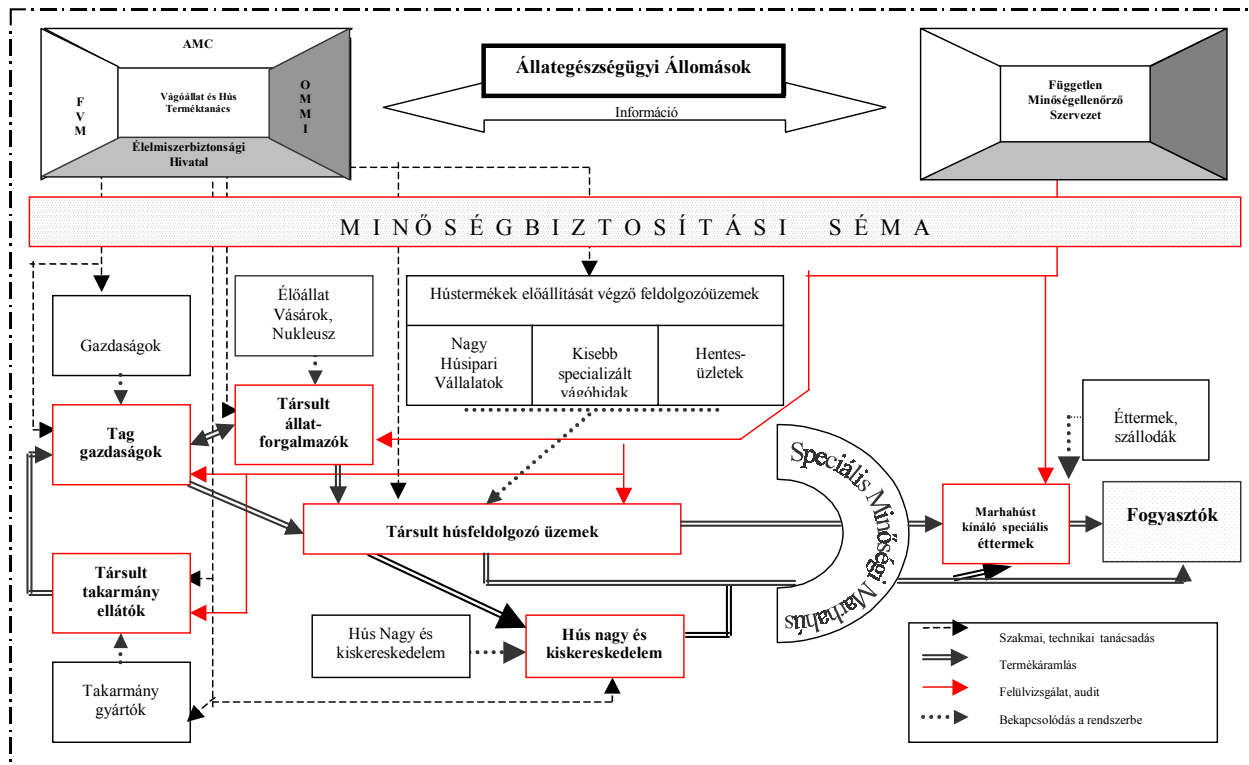 AMC
F
V
M
Vágóállat és Hús
Terméktanács
O
M
M
I
Élelmiszerbiztonsági
Hivatal
Állategészségügyi Állomások
Információ
Független
Minőségellenőrző
Szervezet
MINŐSÉGBIZTOSÍTÁSI SÉMA
Gazdaságok
Élőállat
Vásárok,
Nukleusz
Hústermékek előállítását végző feldolgozóüzemek
Nagy
Húsipari
Vállalatok
Kisebb
specializált
vágóhidak
Hentes-
üzletek
Tag
gazdaságok
Társult
állat-
forgalmazók
Éttermek,
szállodák
Társult húsfeldolgozó üzemek
Speciális Minőségi Marhahús
Marhahúst
kínáló speciális
éttermek
Fogyasztók
Társult
takarmány
ellátók
Hús Nagy és
kiskereskedelem
Hús nagy és
kiskereskedelem
Takarmány
gyártók
Szakmai, technikai tanácsadás
Termékáramlás
Felülvizsgálat, audit
Bekapcsolódás a rendszerbe